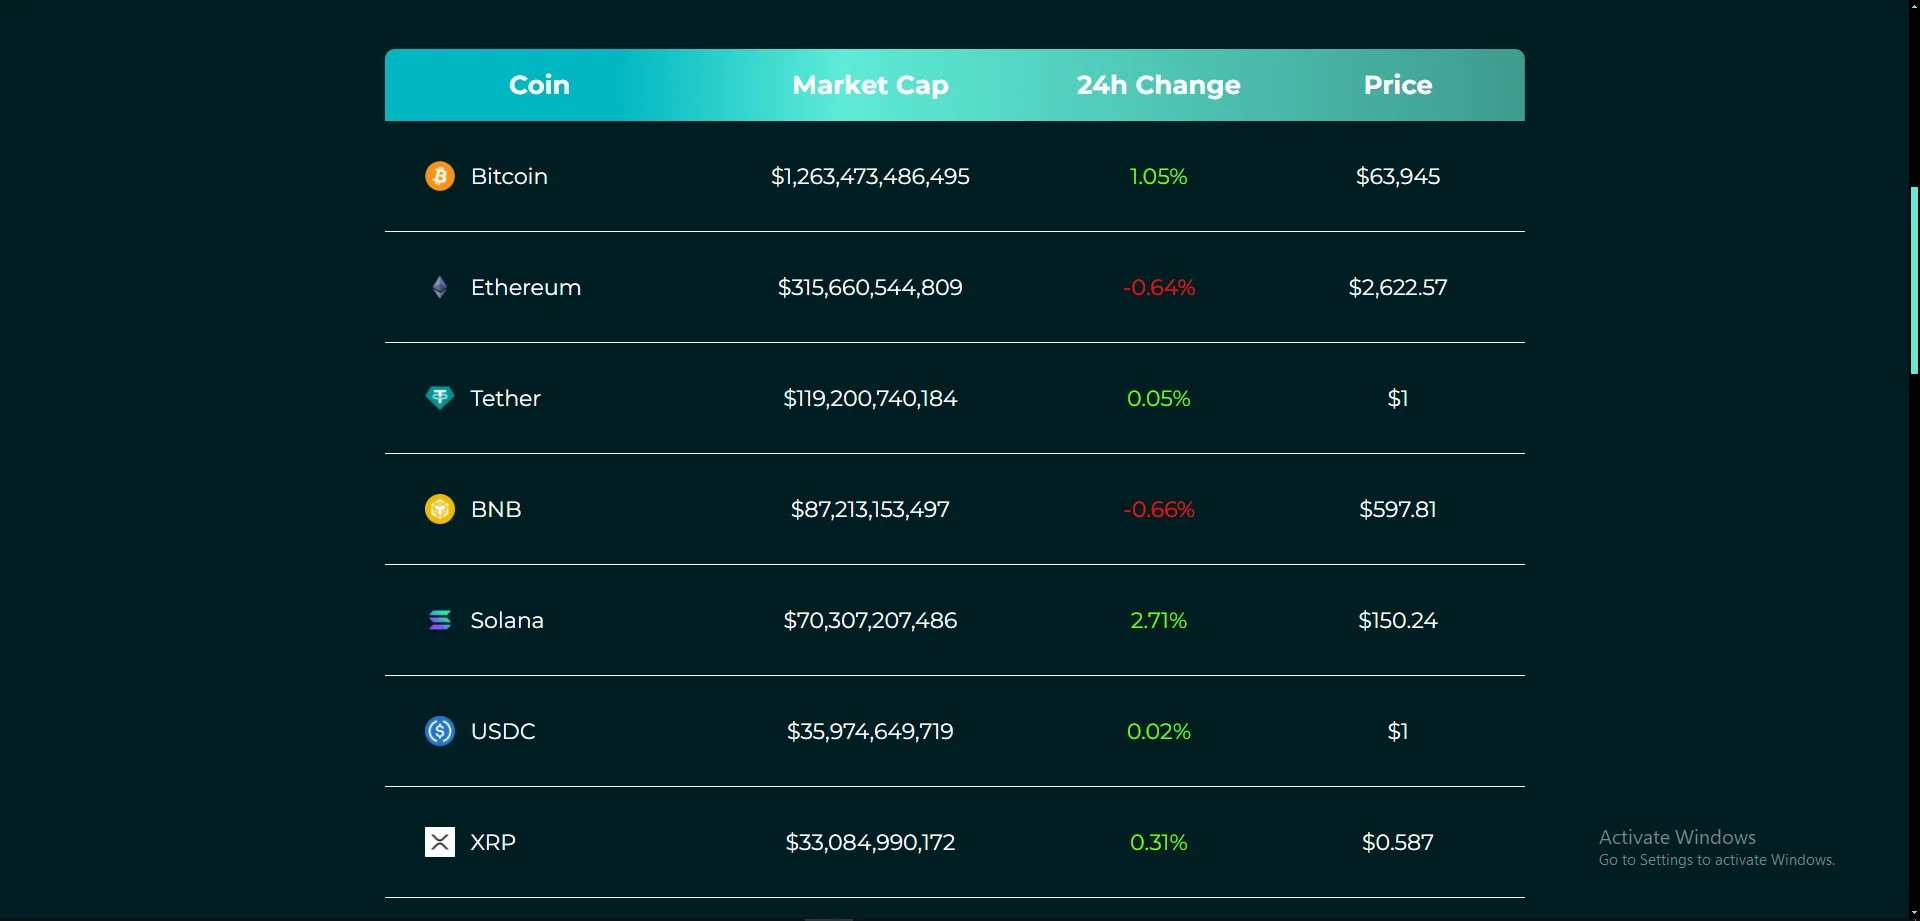 Coin Market Cap 24h Change Price
Bitcoin $1,263,473,486,495 1.05% $63,945
Ethereum $315,660,544,809 -0.64% $2,622.57
Tether $119,200,740,184 0.05% $1
BNB $87,213,153,497 -0.66% $597.81
Solana $70,307,207,486 2.71% $150.24
USDC $35,974,649,719 0.02% $1
XRP $33,084,990,172 0.31% $0.587
Activate Windows
Go to Settings to activate Windows.